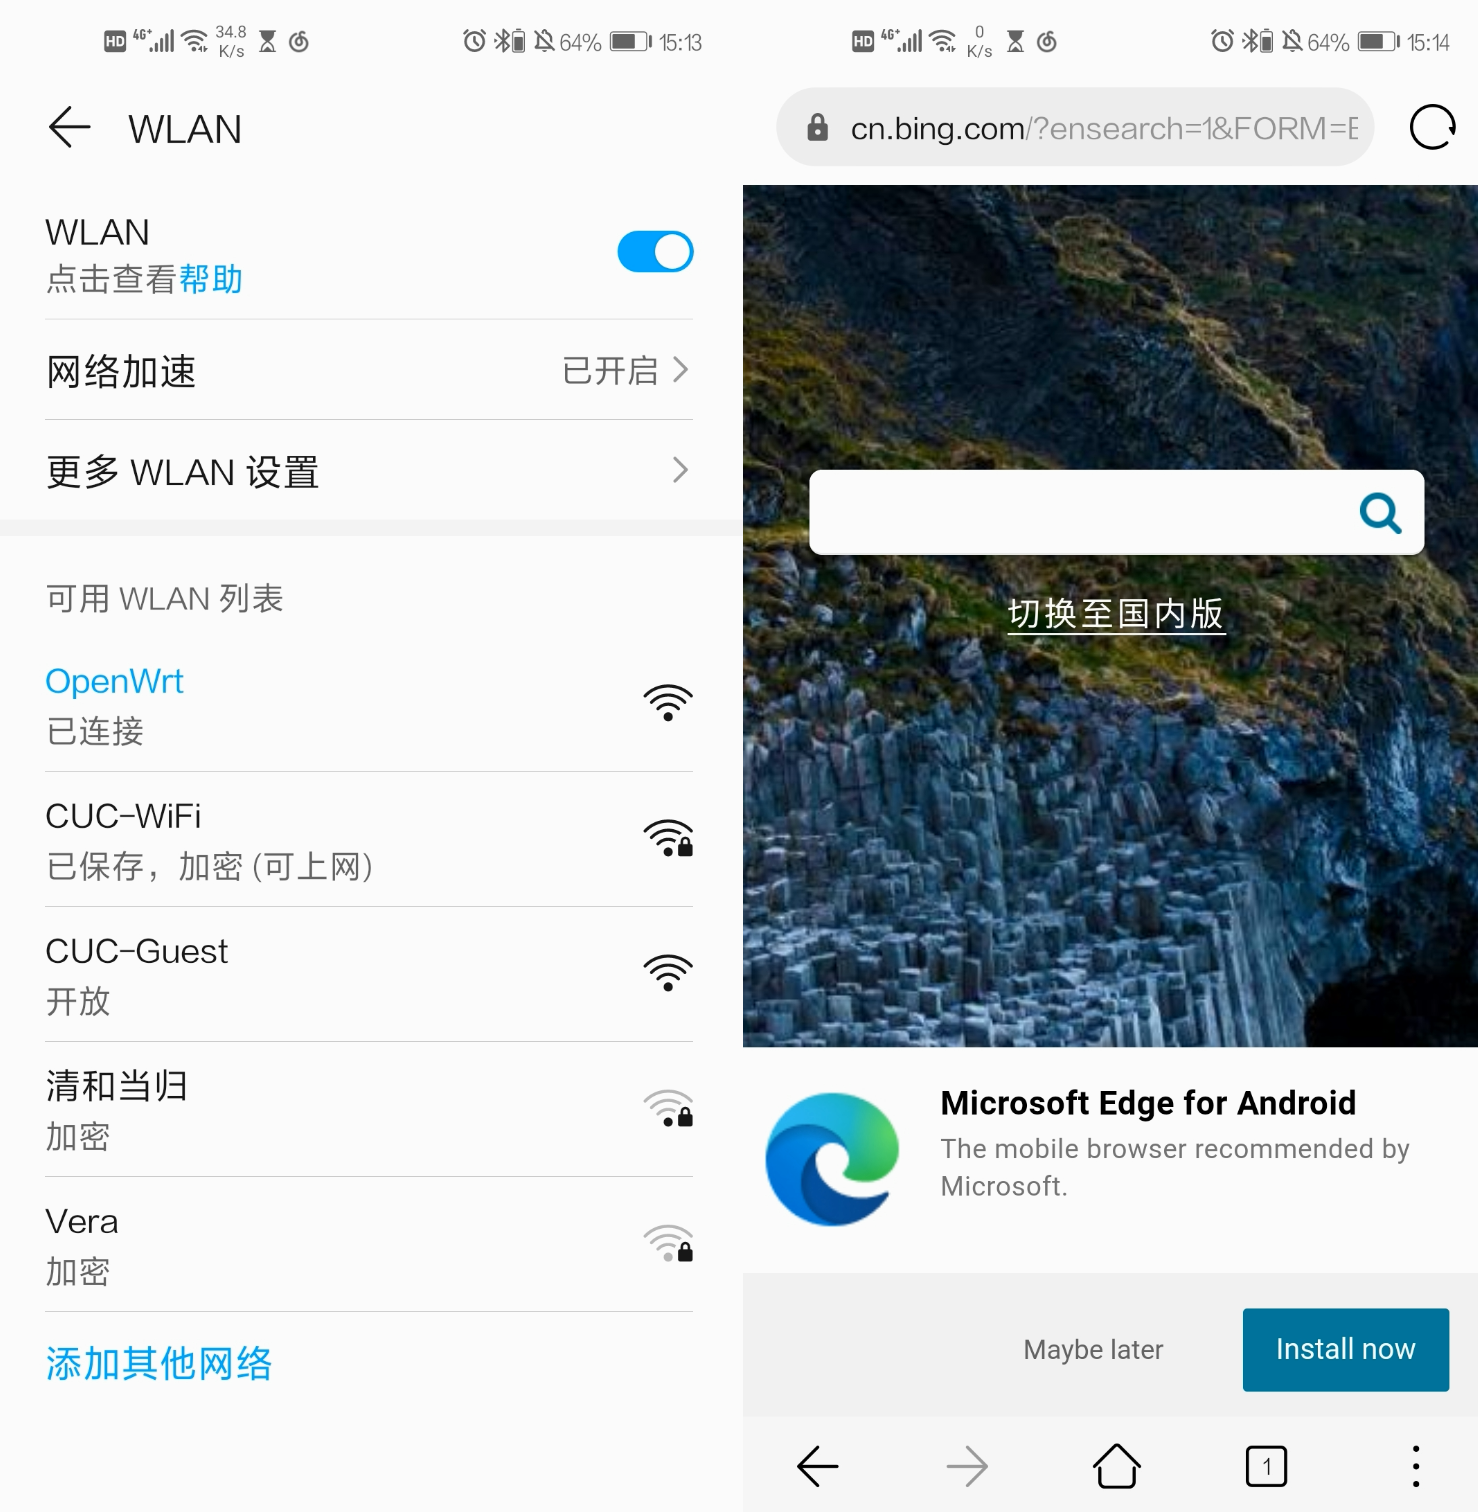 HD 4G+ 34.8 K/s 64% 15:13
WLAN
WLAN
点击查看帮助
网络加速 已开启
更多 WLAN 设置
可用 WLAN 列表
OpenWrt
已连接
CUC-WiFi
已保存，加密 (可上网)
CUC-Guest
开放
清和当归
加密
Vera
加密
添加其他网络
HD 4G+ 0 K/s 64% 15:14
cn.bing.com/?ensearch=1&FORM=E
切换至国内版
Microsoft Edge for Android
The mobile browser recommended by
Microsoft.
Maybe later Install now
1